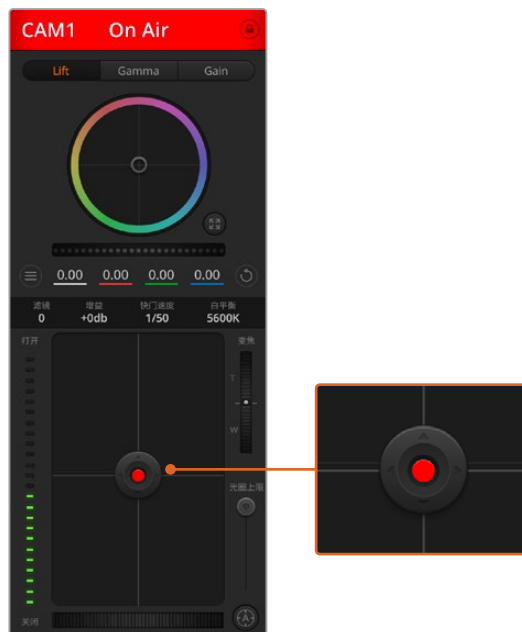 CAM1 On Air
Lift Gamma Gain
0.00 0.00 0.00 0.00
滤镜 增益 快门速度 白平衡
0 +0db 1/50 5600K
打开 变焦
T
W
光圈上限
关闭 A